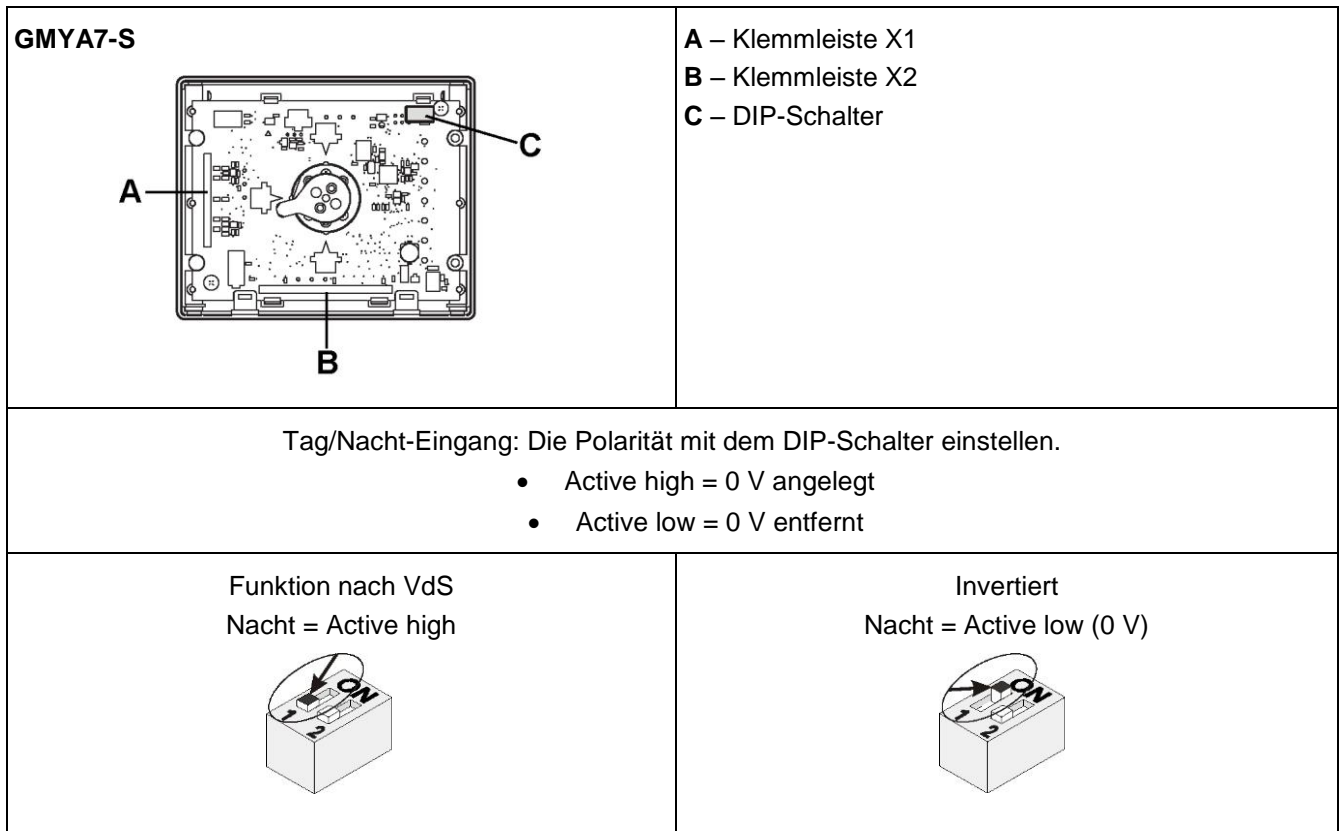 GMYA7-S
A
C
B
A – Klemmleiste X1
B – Klemmleiste X2
C – DIP-Schalter
Tag/Nacht-Eingang: Die Polarität mit dem DIP-Schalter einstellen.
• Active high = 0 V angelegt
• Active low = 0 V entfernt
Funktion nach VdS
Nacht = Active high
ON
1
2
Invertiert
Nacht = Active low (0 V)
ON
1
2